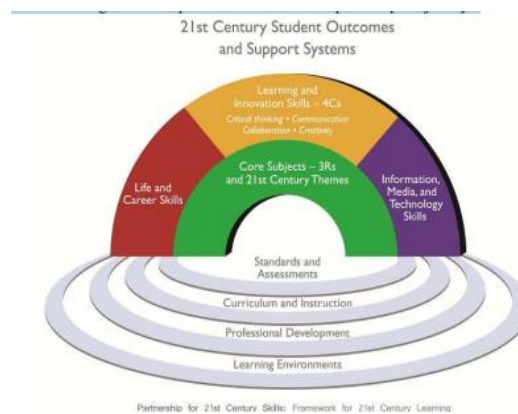 21st Century Student Outcomes
and Support Systems
Learning and
Innovation Skills – 4Cs
Critical thinking • Communication
Collaboration • Creativity
Core Subjects – 3Rs
and 21st Century Themes
Life and
Career Skills
Information,
Media, and
Technology
Skills
Standards and
Assessments
Curriculum and Instruction
Professional Development
Learning Environments
Partnership for 21st Century Skills: Framework for 21st Century Learning